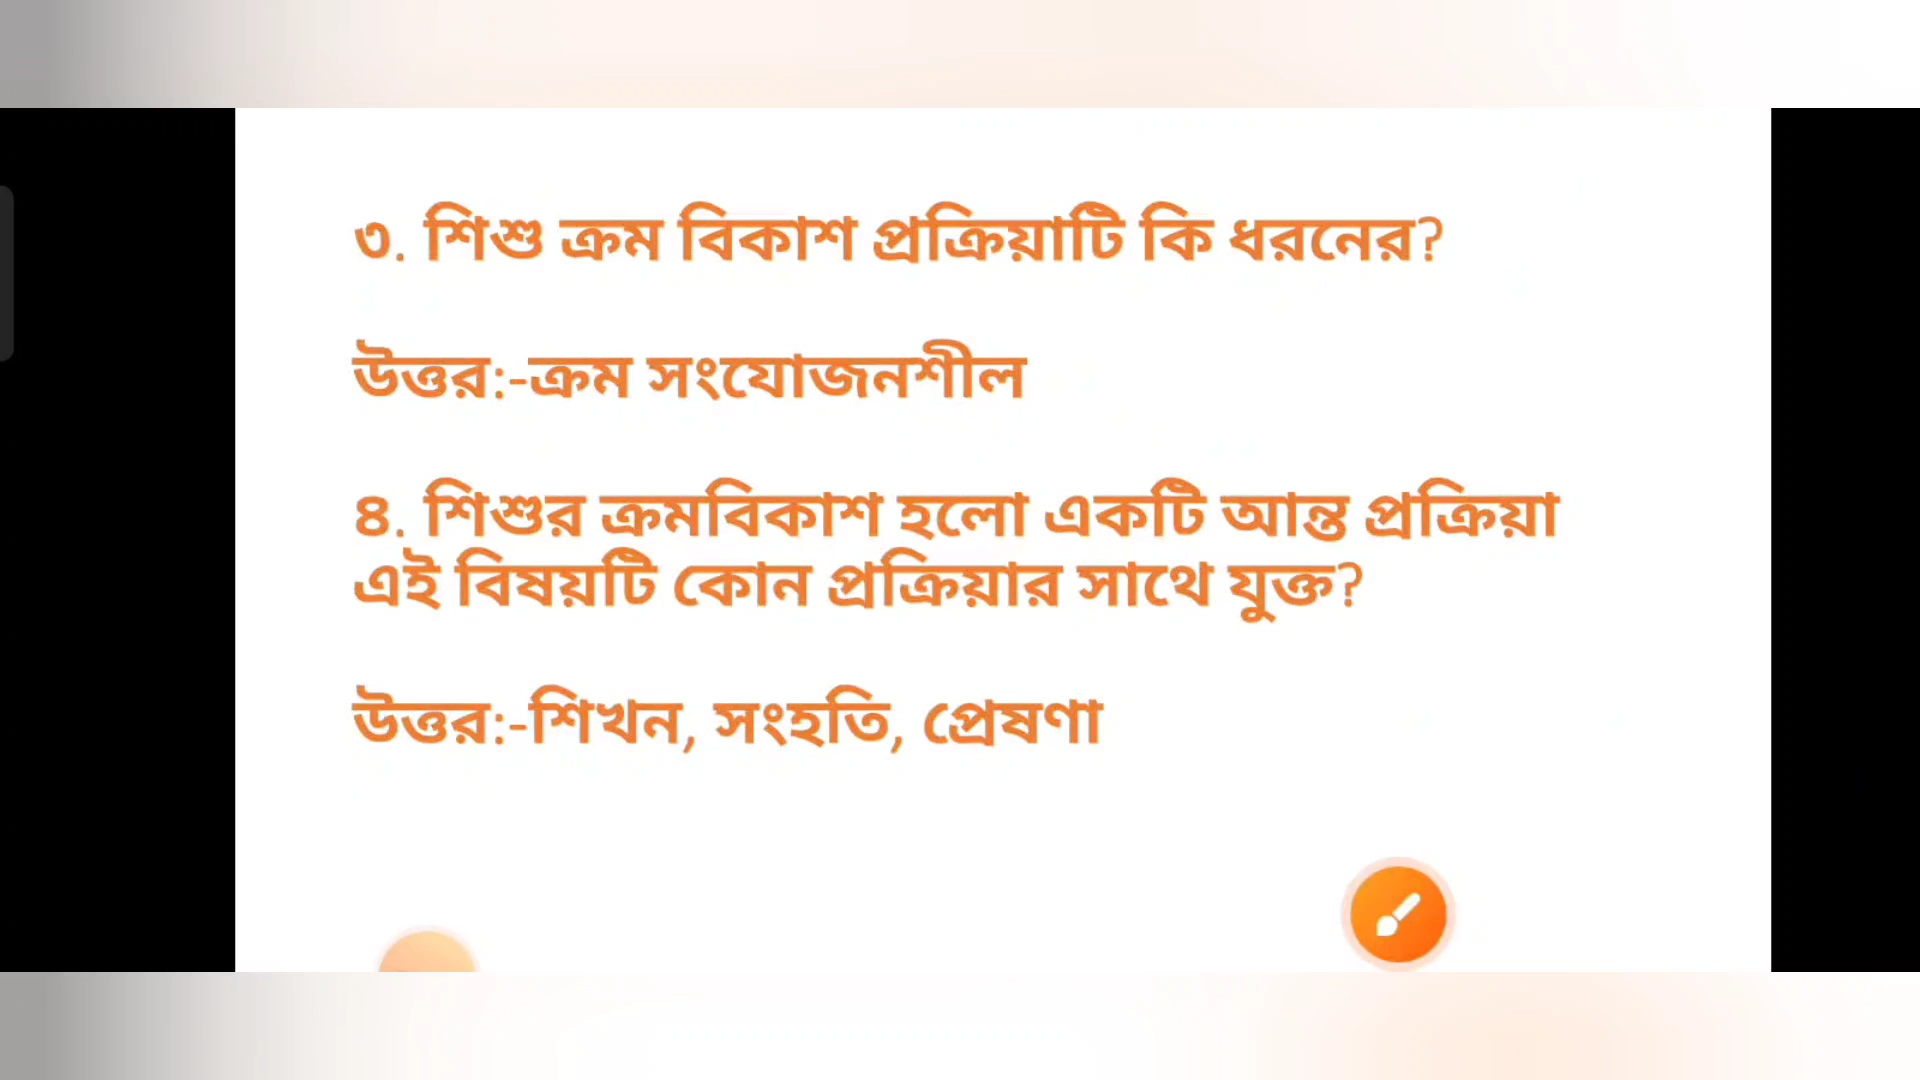 ৩. শিশু ক্রম বিকাশ প্রক্রিয়াটি কি ধরনের?
উত্তর:-ক্রম সংযোজনশীল
৪. শিশুর ক্রমবিকাশ হলো একটি আন্ত প্রক্রিয়া
এই বিষয়টি কোন প্রক্রিয়ার সাথে যুক্ত?
উত্তর:-শিখন, সংহতি, প্রেষণা